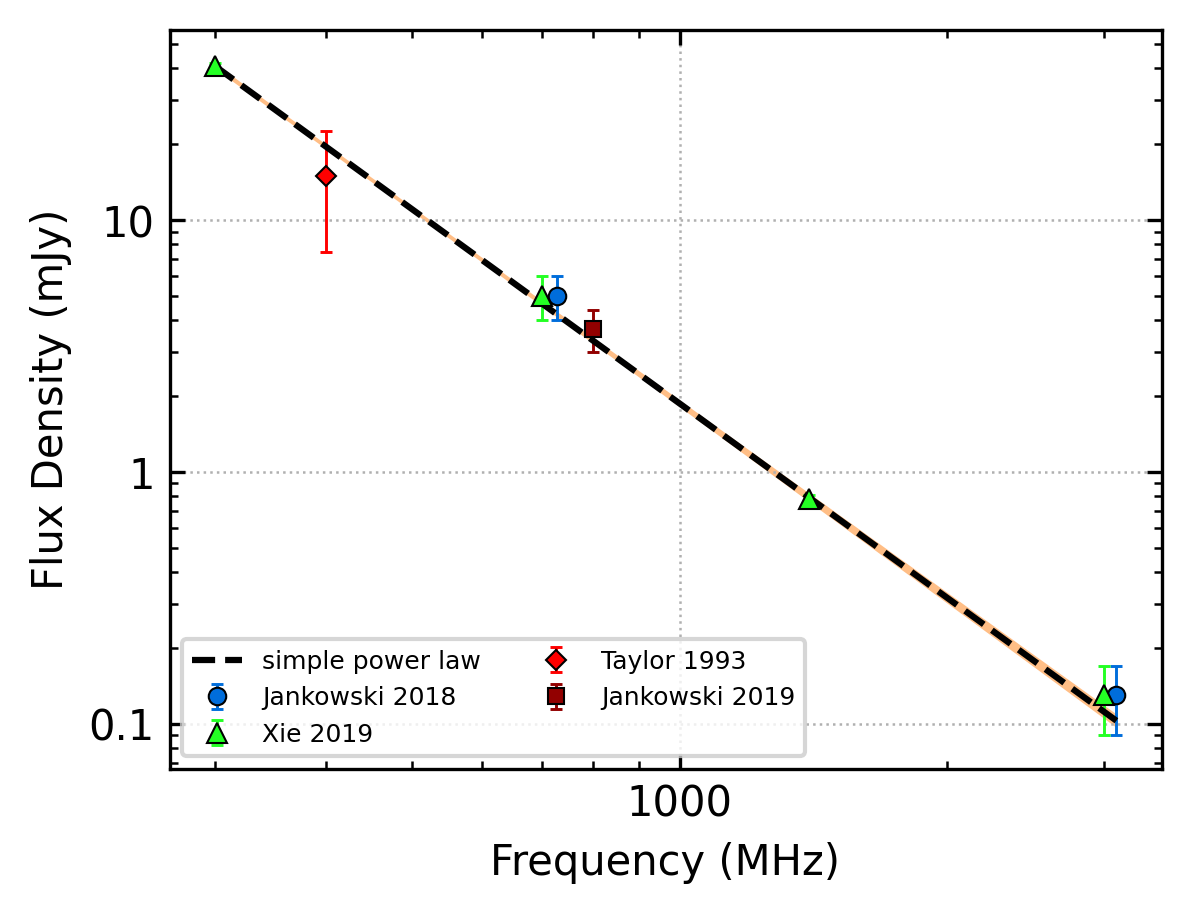 Flux Density (mJy)
10
1
0.1
simple power law
Jankowski 2018
Xie 2019
Taylor 1993
Jankowski 2019
1000
Frequency (MHz)